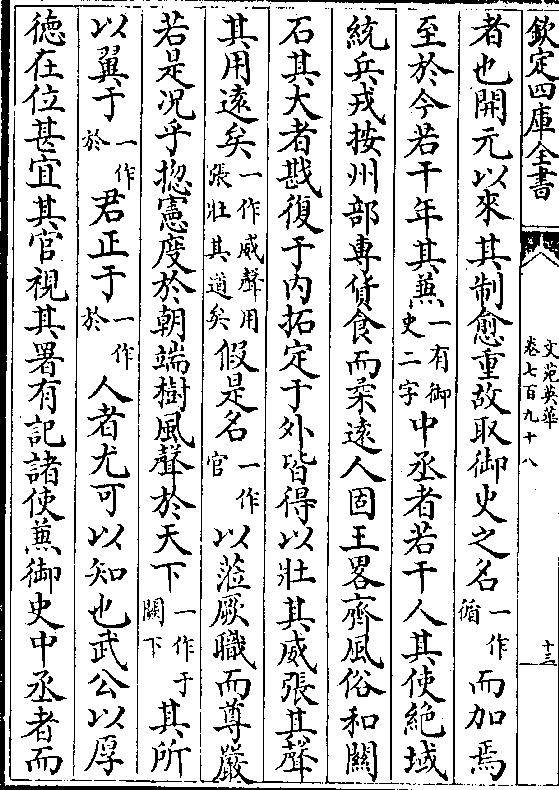 欽定四庫全書
文苑英華
卷七百九十八
十三
者也開元以來其制愈重故取御史之名一作循而加焉
至於今若干年其兼一有御史二字中丞者若干人其使絶域
統兵戎按州部專貨食而柔遠人固王畧齊風俗和關
石其大者戡復于内拓定于外皆得以壯其威張其聲
其用遠矣一作威聲用張壯其道矣假是名一作官以蒞厥職而尊嚴
若是况乎揔憲度於朝端樹風聲於天下一作于闕下其所
以翼于一作於君正于一作於人者尤可以知也武公以厚
徳在位甚宜其官視其署有記諸使兼御史中丞者而